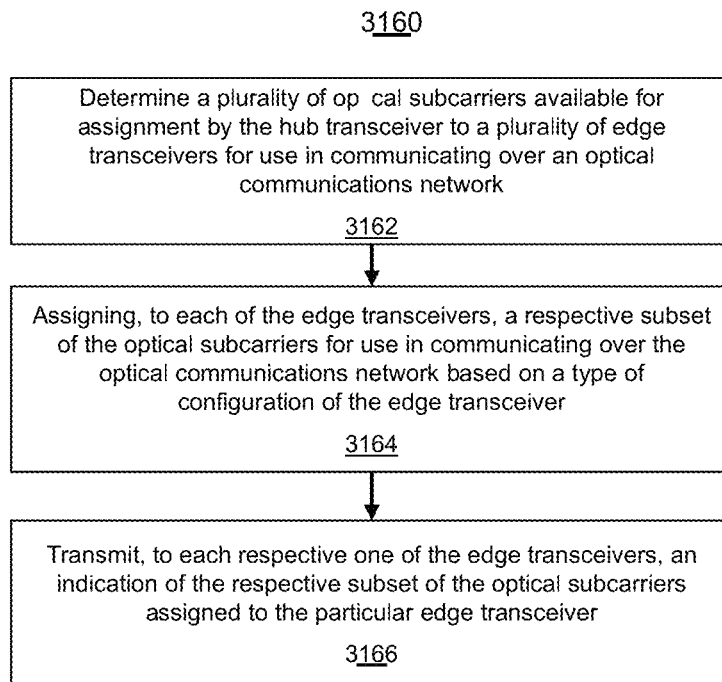 3160
Determine a plurality of op cal subcarriers available for
assignment by the hub transceiver to a plurality of edge
transceivers for use in communicating over an optical
communications network
3162
Assigning, to each of the edge transceivers, a respective subset
of the optical subcarriers for use in communicating over the
optical communications network based on a type of
configuration of the edge transceiver
3164
Transmit, to each respective one of the edge transceivers, an
indication of the respective subset of the optical subcarriers
assigned to the particular edge transceiver
3166